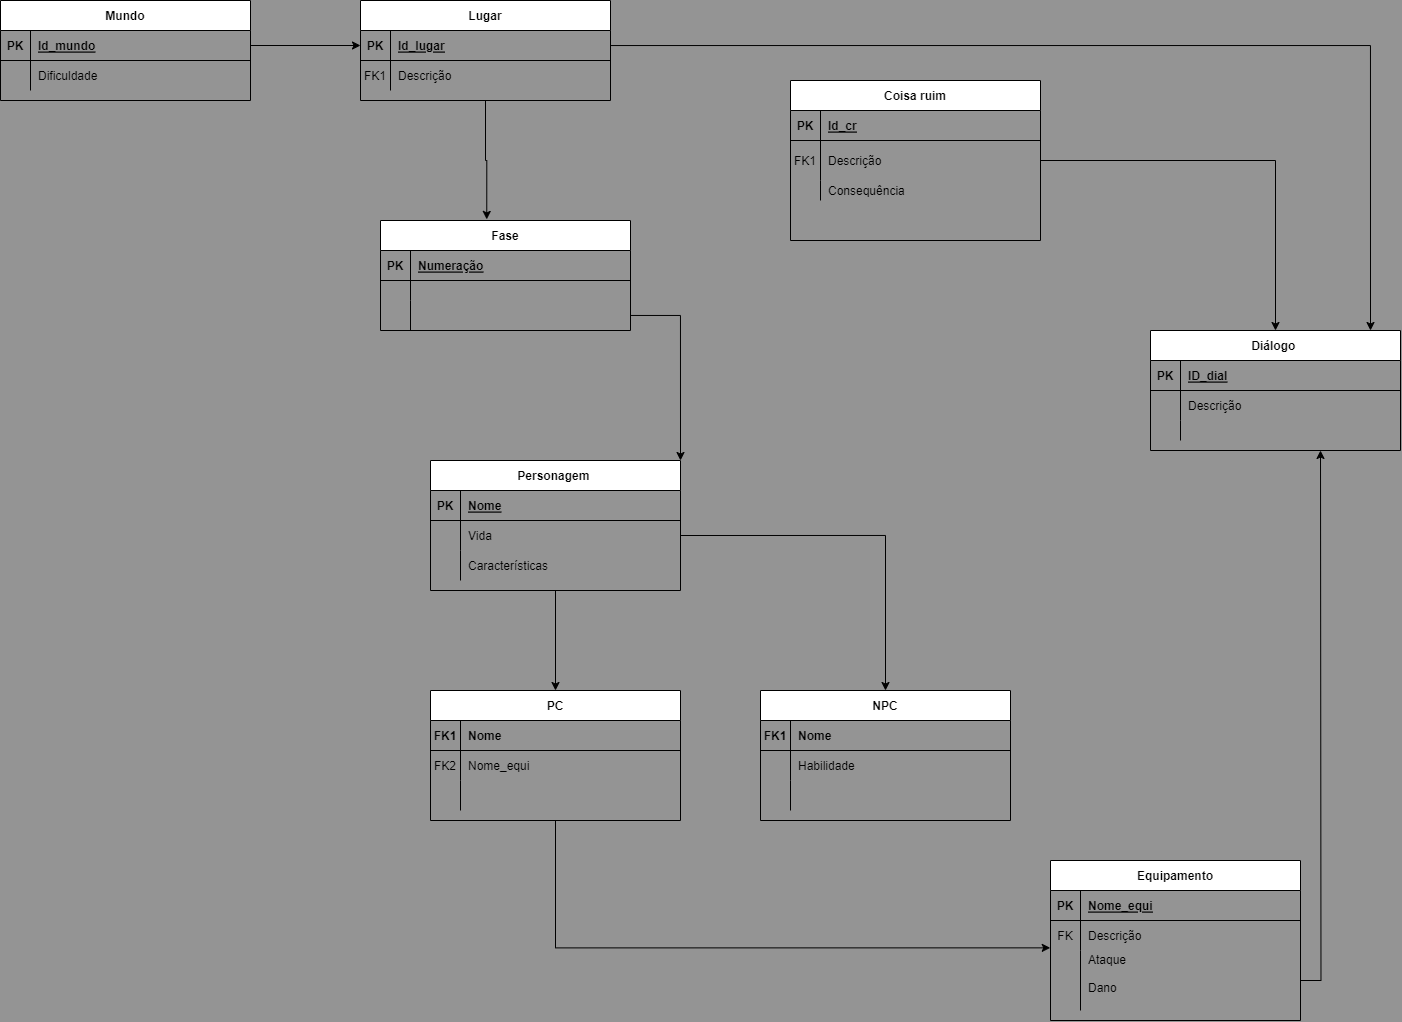 Mundo
PK Id_mundo
Dificuldade
Lugar
PK Id_lugar
FK1 Descrição
Coisa ruim
PK Id_cr
FK1 Descrição
Consequência
Fase
PK Numeração
Diálogo
PK ID_dial
Descrição
Personagem
PK Nome
Vida
Características
PC
FK1 Nome
FK2 Nome_equi
NPC
FK1 Nome
Habilidade
Equipamento
PK Nome_equi
FK Descrição
Ataque
Dano